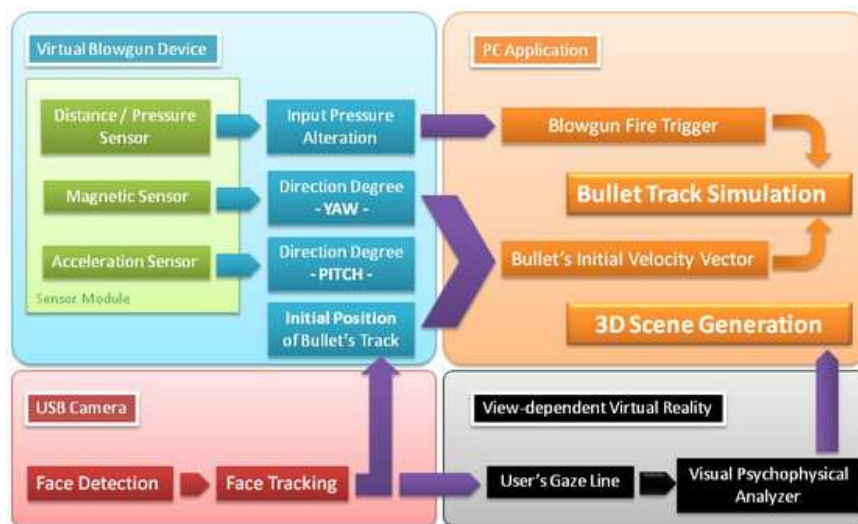 Virtual Blowgun Device
Distance / Pressure
Sensor
Input Pressure
Alteration
Magnetic Sensor
Direction Degree
- YAW -
Acceleration Sensor
Direction Degree
- PITCH -
Sensor Module
Initial Position
of Bullet's Track
PC Application
Blowgun Fire Trigger
Bullet Track Simulation
Bullet's Initial Velocity Vector
3D Scene Generation
USB Camera
Face Detection
Face Tracking
View-dependent Virtual Reality
User's Gaze Line
Visual Psychophysical
Analyzer